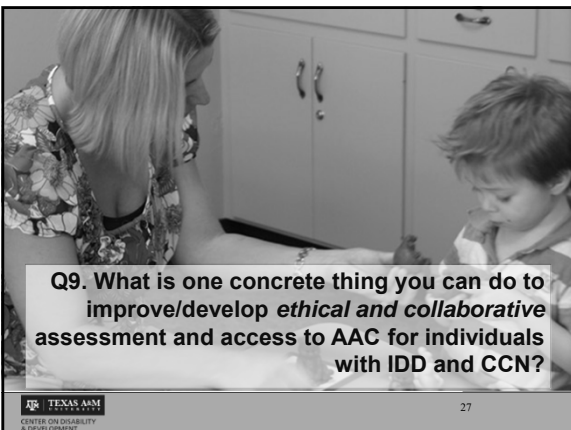 Q9. What is one concrete thing you can do to
improve/develop ethical and collaborative
assessment and access to AAC for individuals
with IDD and CCN?
TEXAS A&M
UNIVERSITY
CENTER ON DISABILITY
& DEVELOPMENT
27